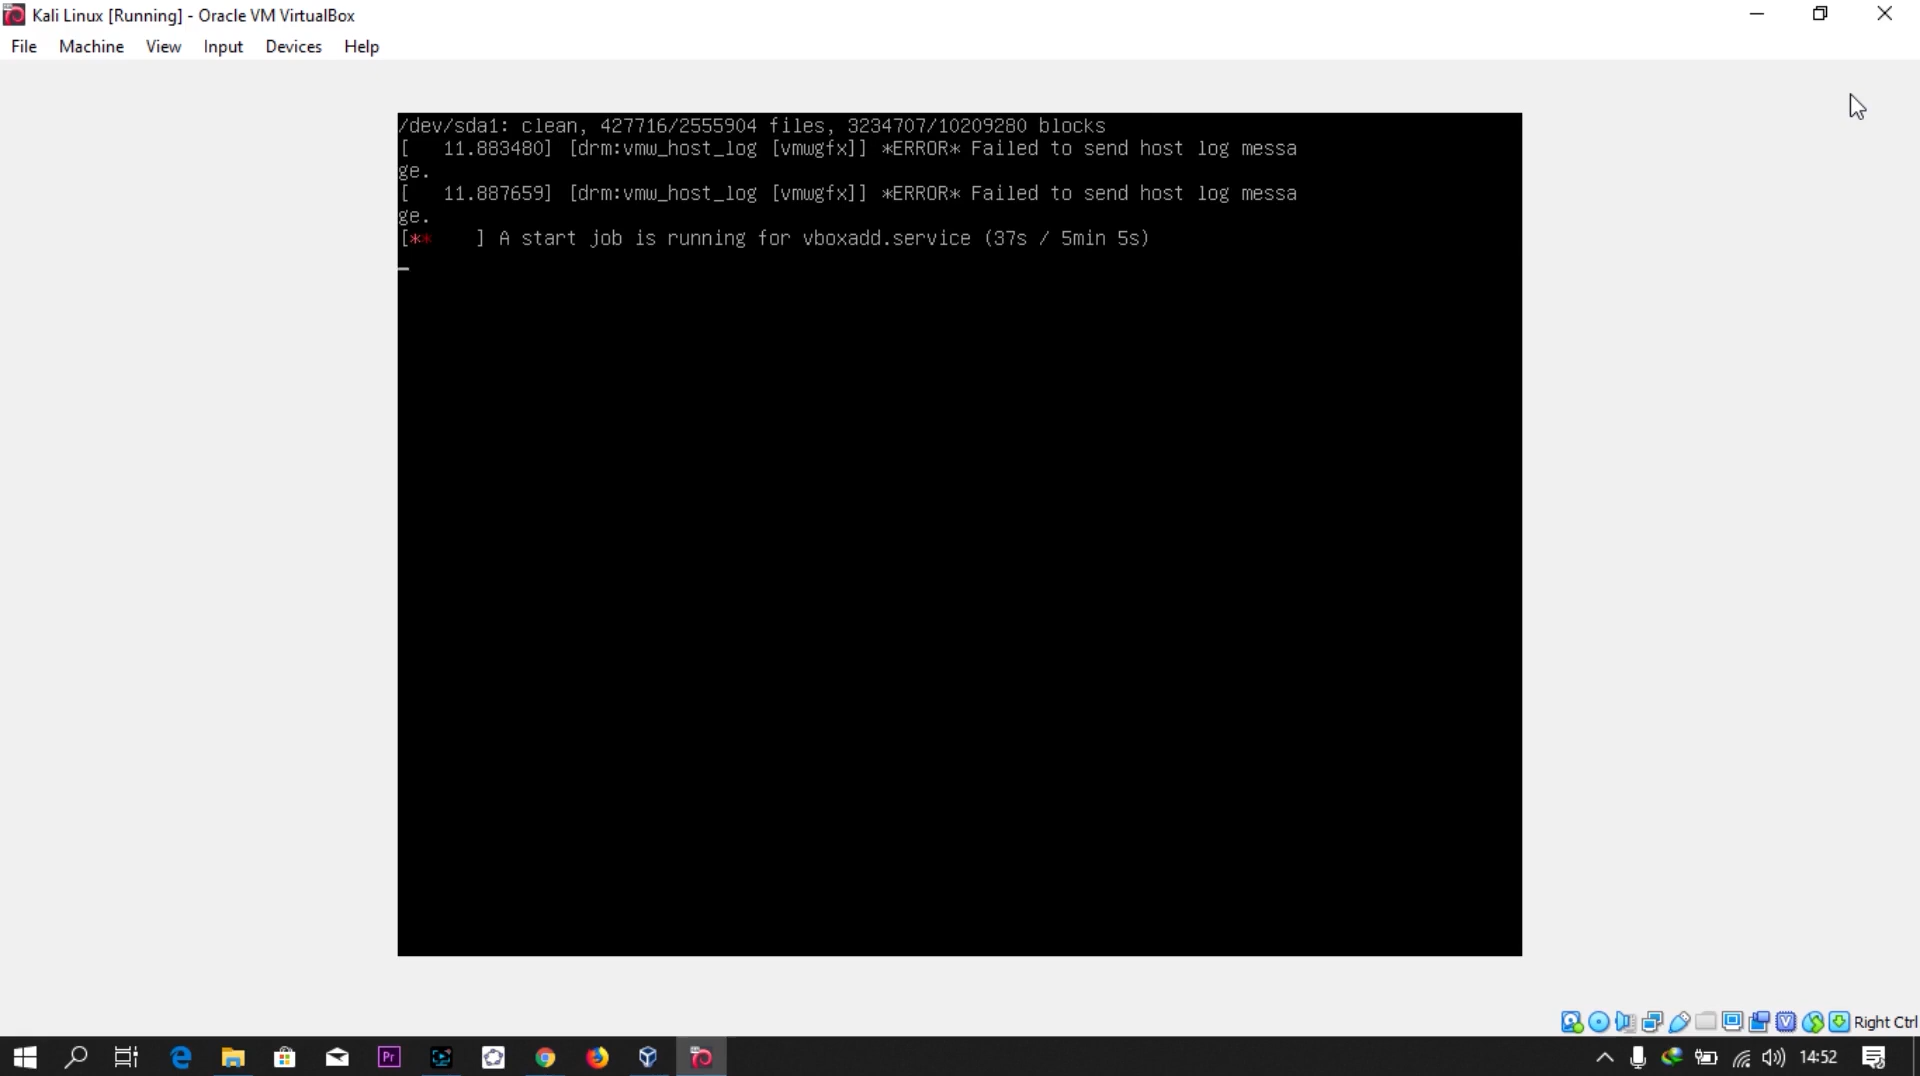 Kali Linux [Running] - Oracle VM VirtualBox
File Machine View Input Devices Help
/dev/sda1: clean, 427716/2555904 files, 3234707/10209280 blocks
[   11.883480] [drm:vmw_host_log [vmwgfx]] *ERROR* Failed to send host log messa
ge.
[   11.887659] [drm:vmw_host_log [vmwgfx]] *ERROR* Failed to send host log messa
ge.
[**    ] A start job is running for vboxadd.service (37s / 5min 5s)
Right Ctrl
Pr
14:52